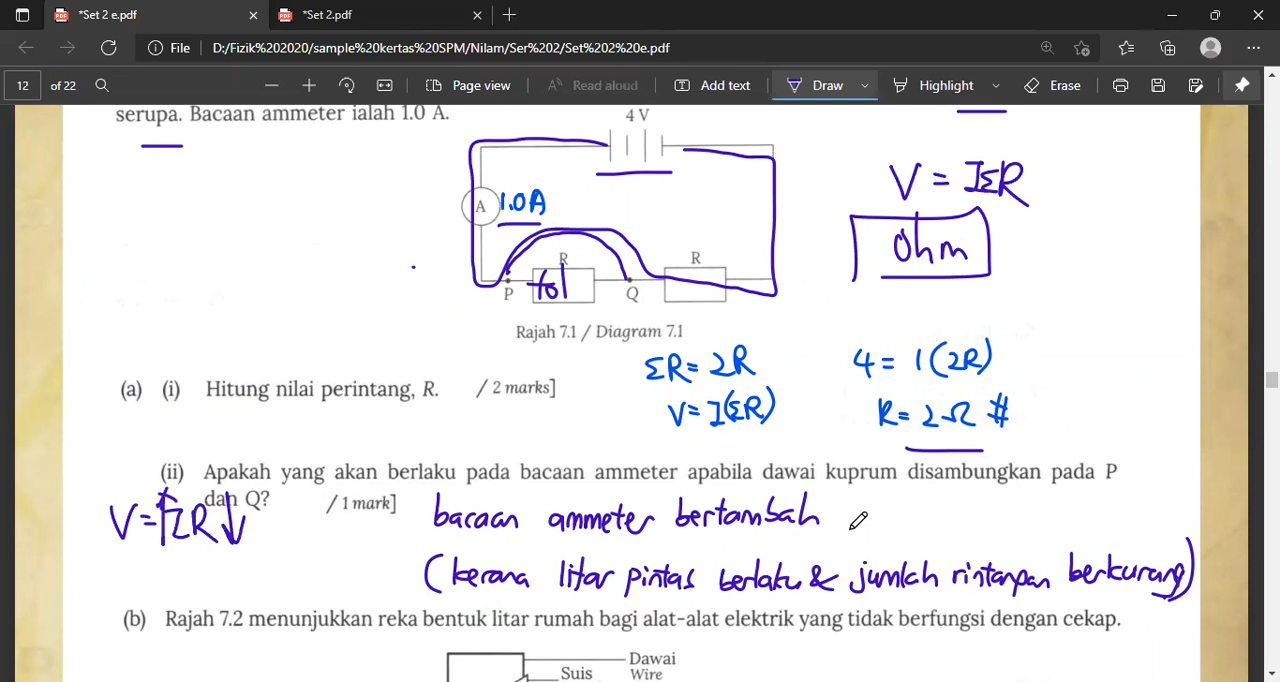 *Set 2 e.pdf
*Set 2.pdf
File D:/Fizik%202020/sample%20kertas%20SPM/Nilam/Ser%202/Set%202%20e.pdf
12 of 22 Page view Read aloud Add text Draw Highlight Erase
serupa. Bacaan ammeter ialah 1.0 A.
4 V
V = IΣR
A 1.0A
ohm
R R
P Q
Rajah 7.1 / Diagram 7.1
ΣR = 2R 4 = 1(2R)
(a) (i) Hitung nilai perintang, R. / 2 marks]
V = I(ΣR) R = 2Ω #
(ii) Apakah yang akan berlaku pada bacaan ammeter apabila dawai kuprum disambungkan pada P
dan Q? / 1 mark]
V = IΣR↓
bacaan ammeter bertambah
(kerana litar pintas berlaku & jumlah rintangan berkurang)
(b) Rajah 7.2 menunjukkan reka bentuk litar rumah bagi alat-alat elektrik yang tidak berfungsi dengan cekap.
Dawai
Suis Wire